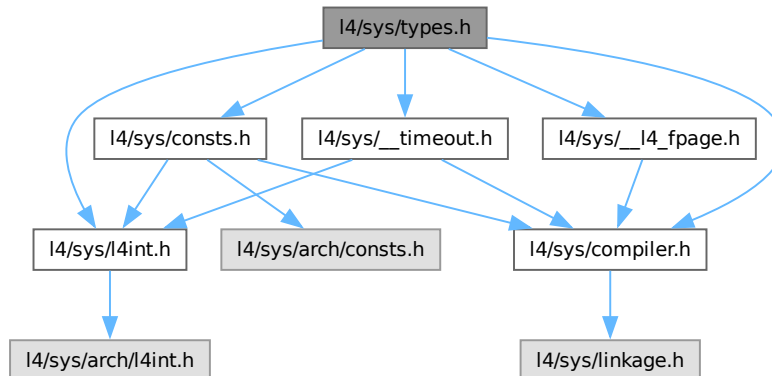 l4/sys/types.h
l4/sys/consts.h
l4/sys/__timeout.h
l4/sys/__l4_fpage.h
l4/sys/l4int.h
l4/sys/arch/consts.h
l4/sys/compiler.h
l4/sys/arch/l4int.h
l4/sys/linkage.h